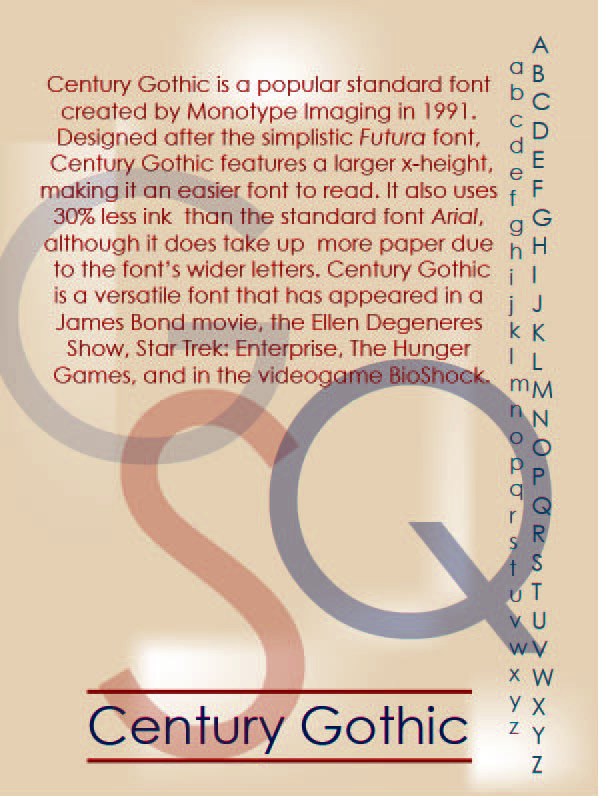 Century Gothic is a popular standard font
created by Monotype Imaging in 1991.
Designed after the simplistic Futura font,
Century Gothic features a larger x-height,
making it an easier font to read. It also uses
30% less ink than the standard font Arial,
although it does take up more paper due
to the font's wider letters. Century Gothic
is a versatile font that has appeared in a
James Bond movie, the Ellen Degeneres
Show, Star Trek: Enterprise, The Hunger
Games, and in the videogame BioShock.
G
S
Q
Century Gothic
a
b
c
d
e
f
g
h
i
j
k
l
m
n
o
p
q
r
s
t
u
v
w
x
y
z
A
B
C
D
E
F
G
H
I
J
K
L
M
N
O
P
Q
R
S
T
U
V
W
X
Y
Z